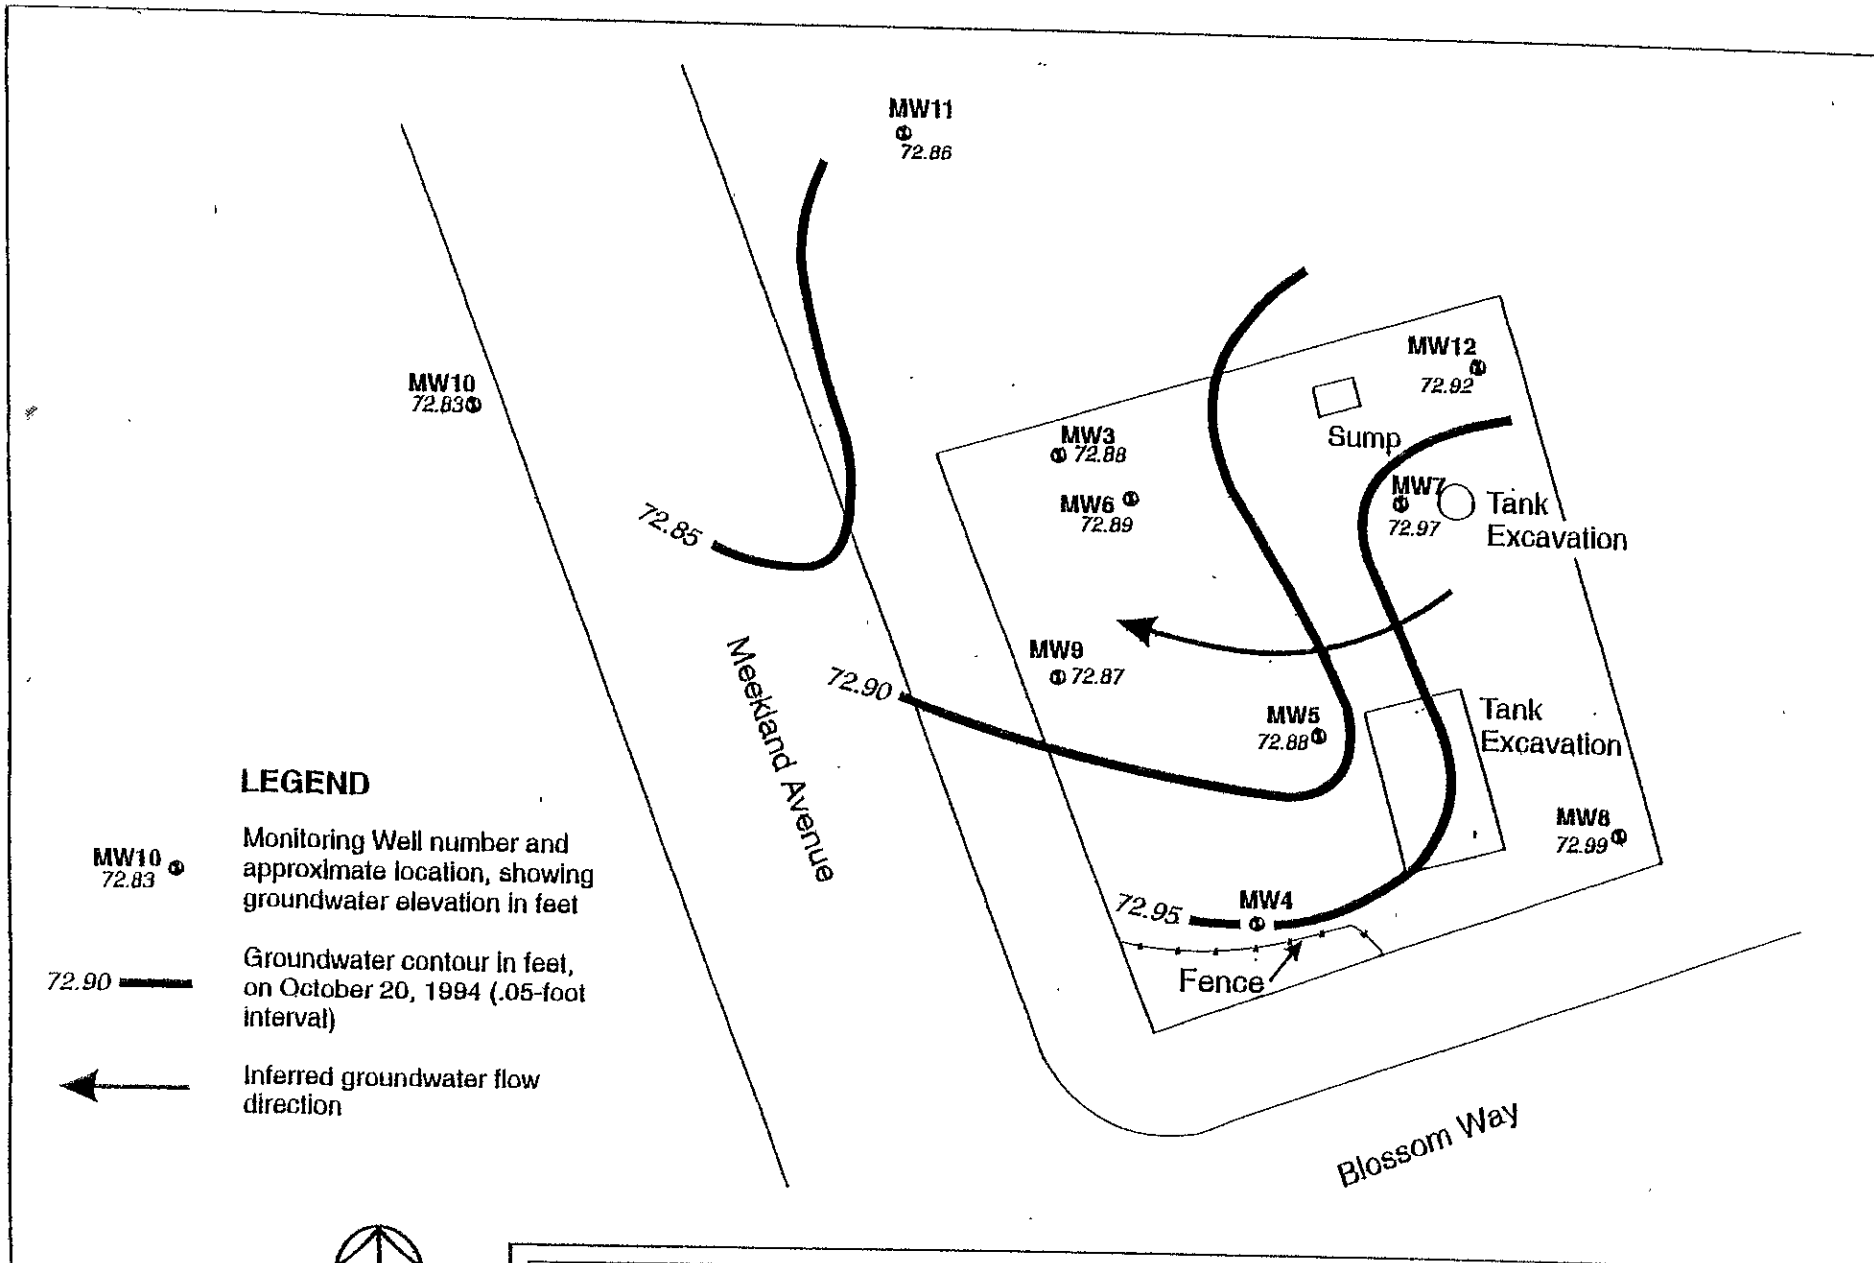 MW11
72.86
MW10
72.83
MW12
72.92
Sump
MW3
72.88
MW6
72.89
MW7
72.97
Tank
Excavation
72.85
MW9
72.87
72.90
Meekland Avenue
MW5
72.88
Tank
Excavation
MW8
72.99
72.95
MW4
Fence
Blossom Way
LEGEND
MW10
72.83
Monitoring Well number and
approximate location, showing
groundwater elevation in feet
72.90
Groundwater contour in feet,
on October 20, 1994 (.05-foot
interval)
Inferred groundwater flow
direction